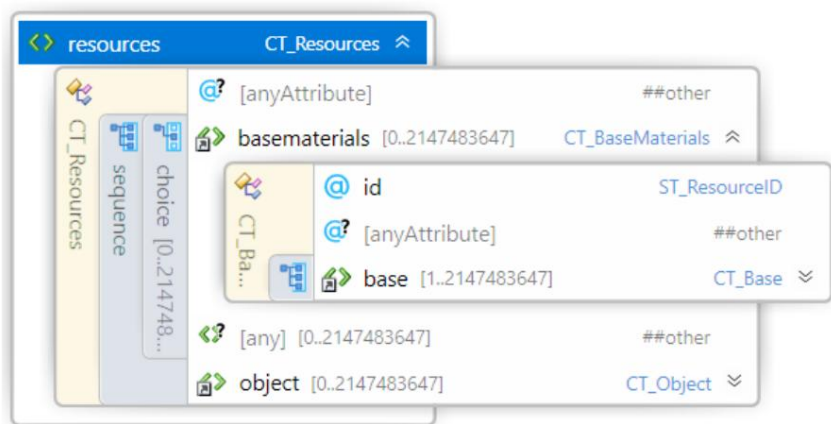 resources CT_Resources
CT_Resources
sequence
choice [0..214748...
[anyAttribute] ##other
basematerials [0..2147483647] CT_BaseMaterials
CT_Ba...
id ST_ResourceID
[anyAttribute] ##other
base [1..2147483647] CT_Base
[any] [0..2147483647] ##other
object [0..2147483647] CT_Object